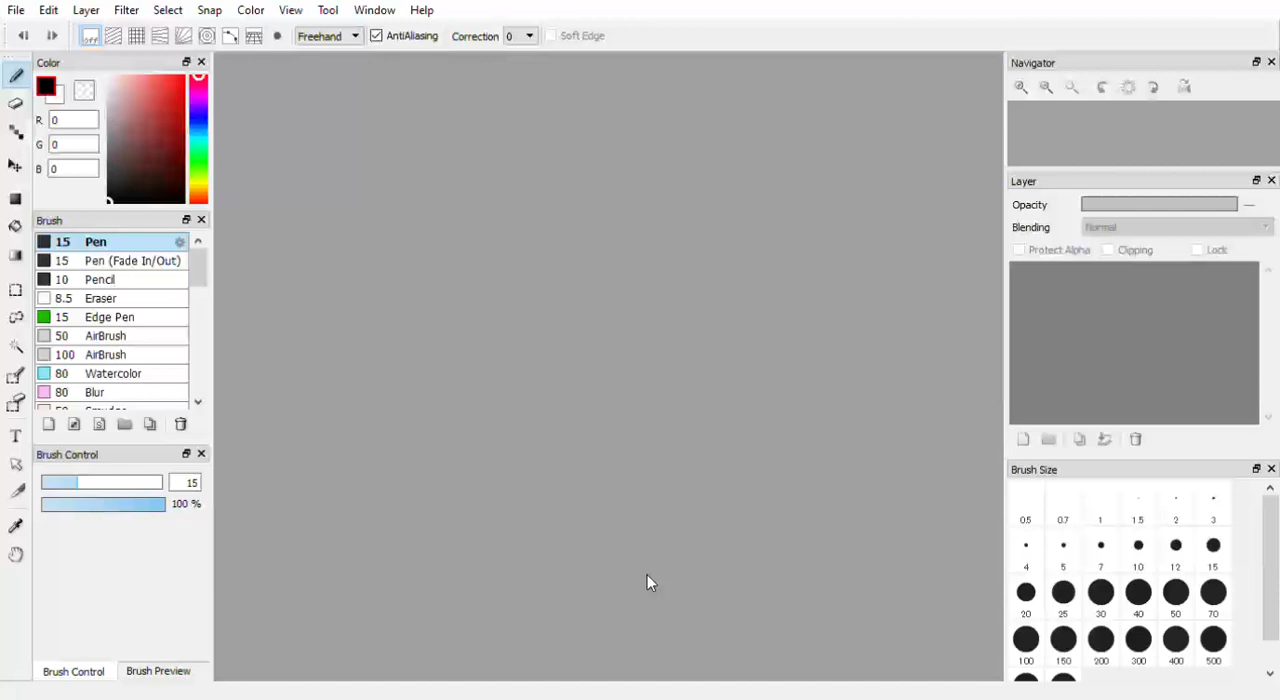 File Edit Layer Filter Select Snap Color View Tool Window Help
off Freehand AntiAliasing Correction 0 Soft Edge
Color
R 0
G 0
B 0
Brush
15 Pen
15 Pen (Fade In/Out)
10 Pencil
8.5 Eraser
15 Edge Pen
50 AirBrush
100 AirBrush
80 Watercolor
80 Blur
50 Smudge
T
Brush Control
15
100 %
Brush Control Brush Preview
Navigator
Layer
Opacity
Blending Normal
Protect Alpha Clipping Lock
Brush Size
0.5 0.7 1 1.5 2 3
4 5 7 10 12 15
20 25 30 40 50 70
100 150 200 300 400 500